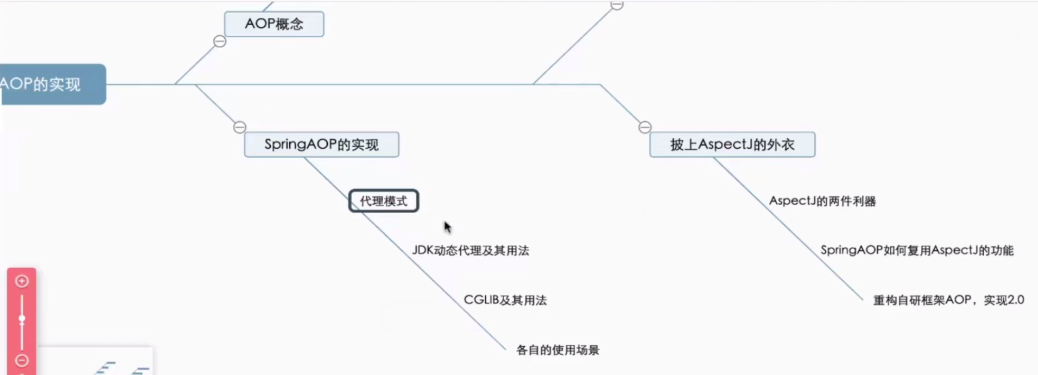 AOP概念
AOP的实现
SpringAOP的实现
代理模式
JDK动态代理及其用法
CGLIB及其用法
各自的使用场景
披上AspectJ的外衣
AspectJ的两件利器
SpringAOP如何复用AspectJ的功能
重构自研框架AOP，实现2.0